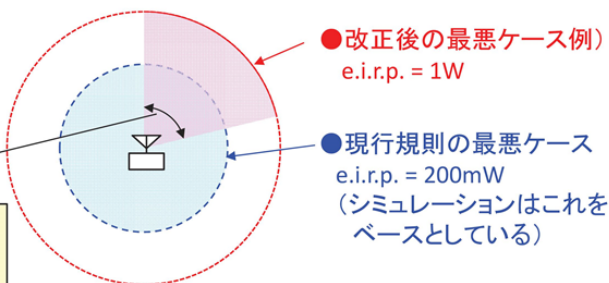 ●改正後の最悪ケース例）
e.i.r.p. = 1W
●現行規則の最悪ケース
e.i.r.p. = 200mW
（シミュレーションはこれを
ベースとしている）